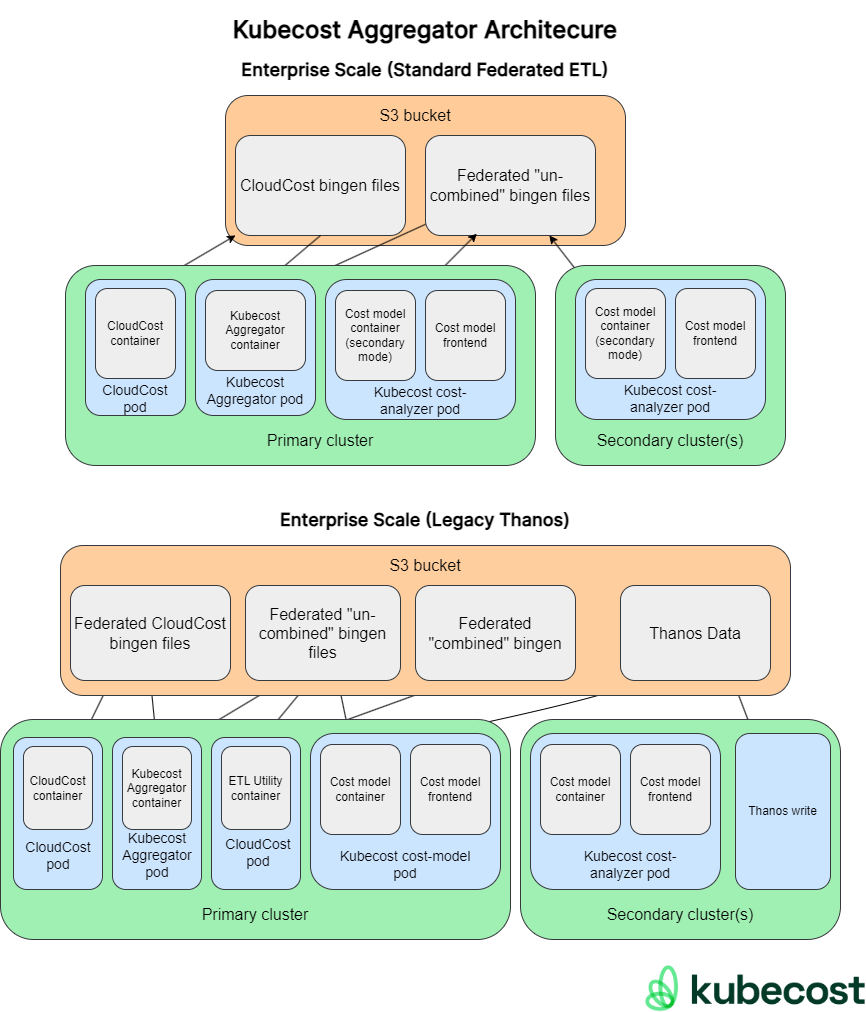 Kubecost Aggregator Architecure
Enterprise Scale (Standard Federated ETL)
S3 bucket
CloudCost bingen files
Federated "un-
combined" bingen files
CloudCost
container
CloudCost
pod
Kubecost
Aggregator
container
Kubecost
Aggregator pod
Cost model
container
(secondary
mode)
Cost model
frontend
Kubecost cost-
analyzer pod
Primary cluster
Cost model
container
(secondary
mode)
Cost model
frontend
Kubecost cost-
analyzer pod
Secondary cluster(s)
Enterprise Scale (Legacy Thanos)
S3 bucket
Federated CloudCost
bingen files
Federated "un-
combined" bingen
files
Federated
"combined" bingen
Thanos Data
CloudCost
container
CloudCost
pod
Kubecost
Aggregator
container
Kubecost
Aggregator
pod
ETL Utility
container
CloudCost
pod
Cost model
container
Cost model
frontend
Kubecost cost-model
pod
Primary cluster
Cost model
container
Cost model
frontend
Kubecost cost-
analyzer pod
Thanos write
Secondary cluster(s)
kubecost